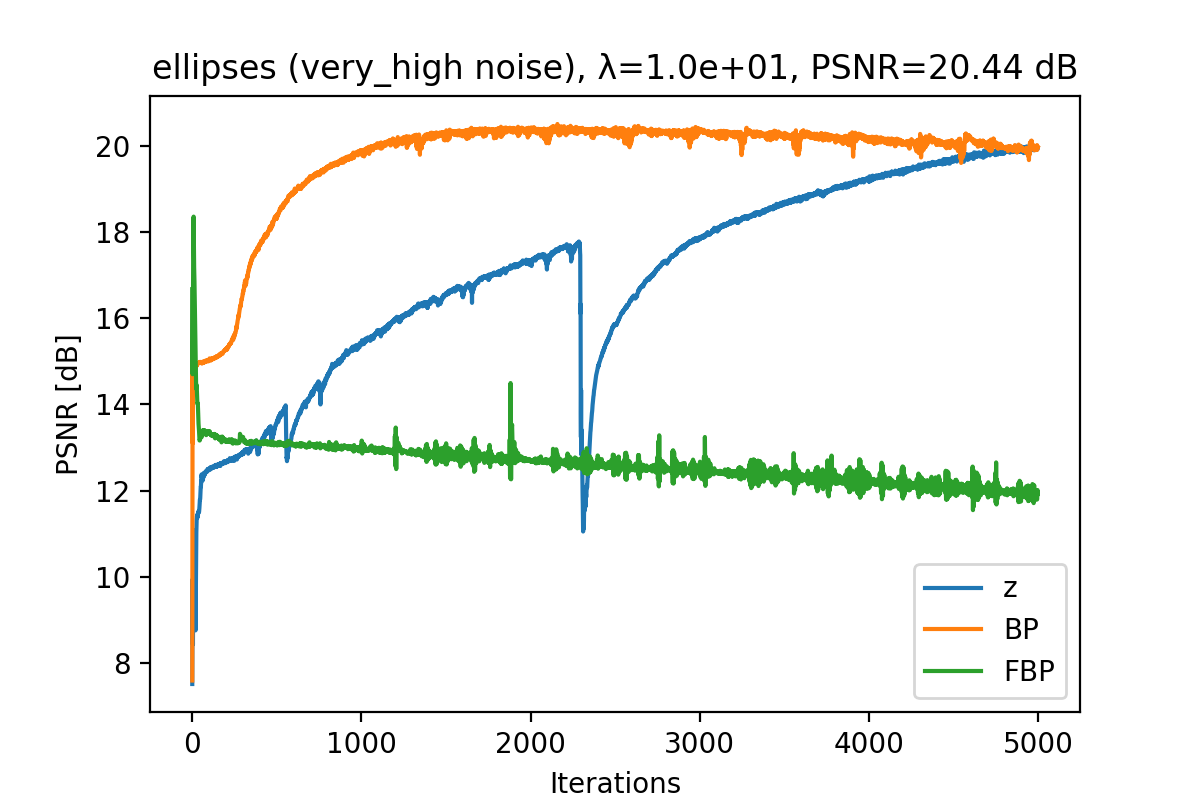 ellipses (very_high noise), λ=1.0e+01, PSNR=20.44 dB
PSNR [dB]
20
18
16
14
12
10
8
z
BP
FBP
0 1000 2000 3000 4000 5000
Iterations